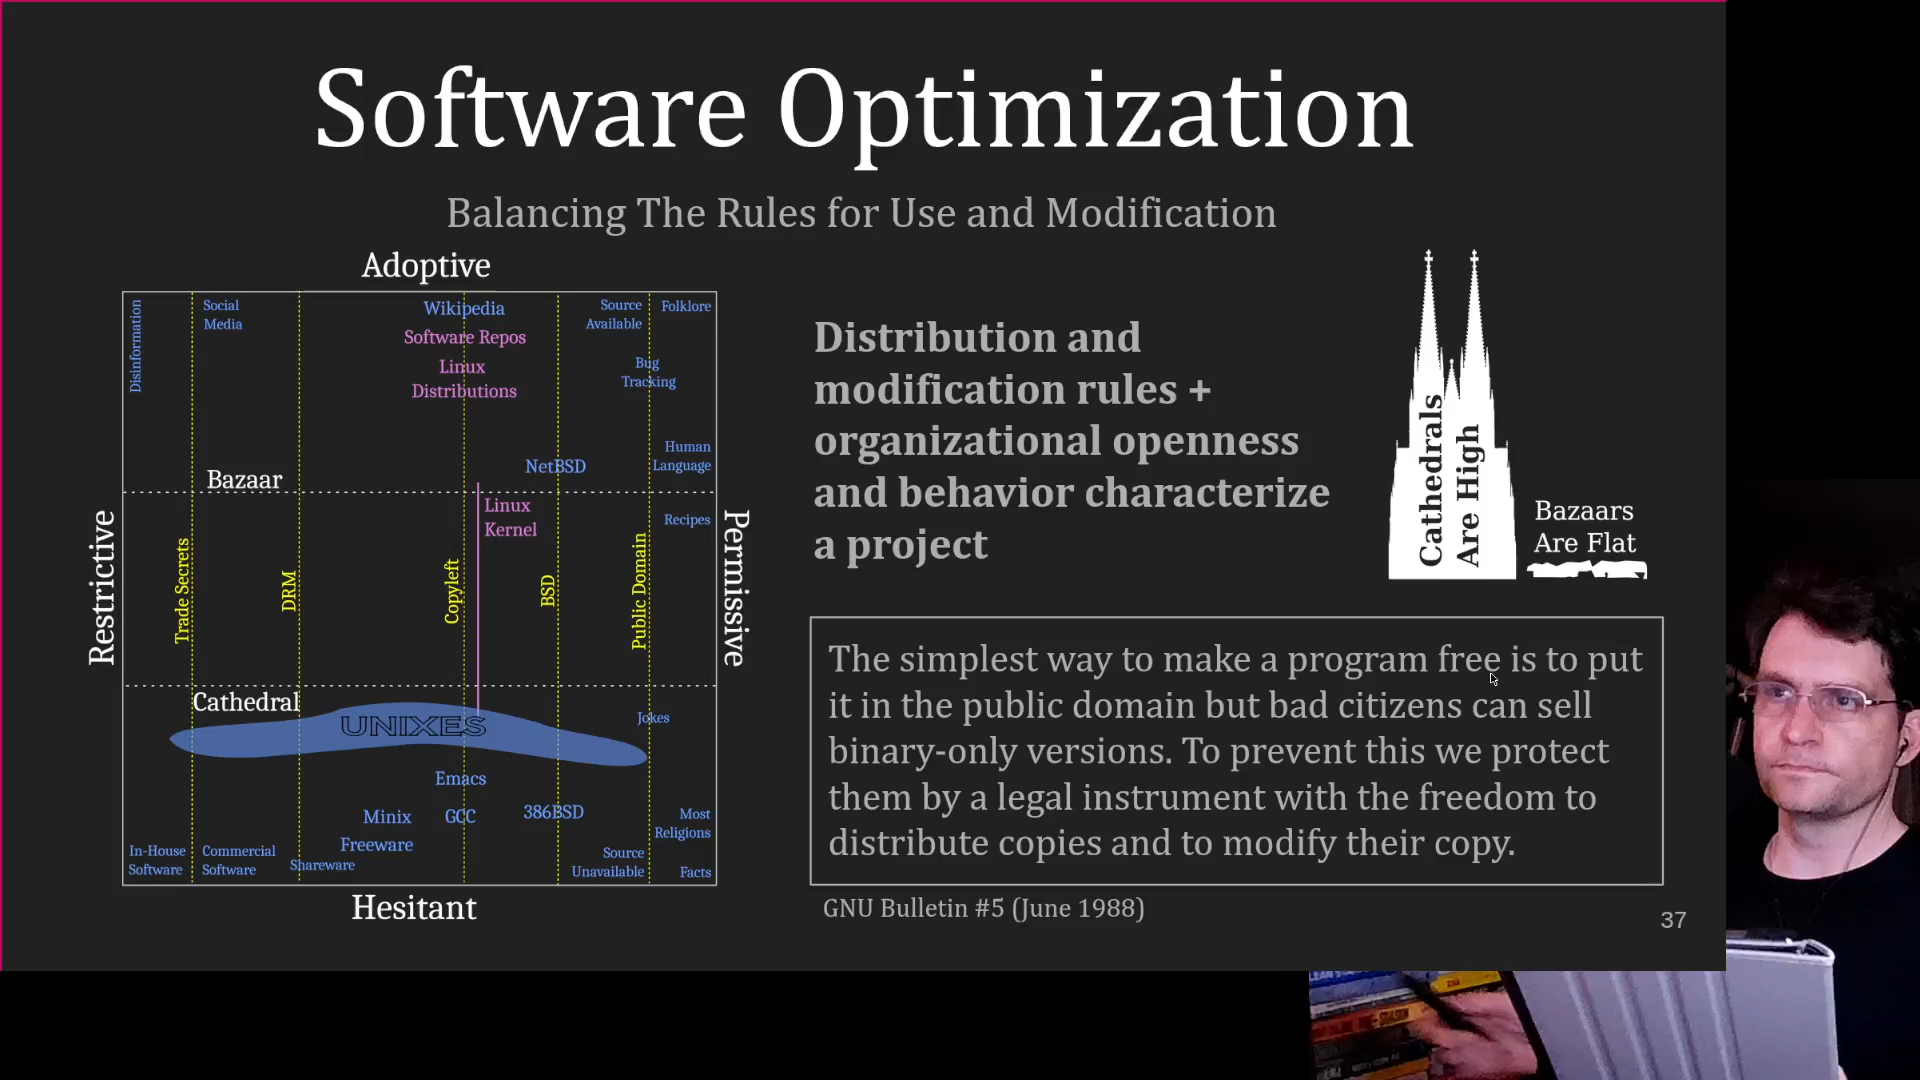 Software Optimization
Balancing The Rules for Use and Modification
Adoptive
Disinformation
Social
Media
Wikipedia
Software Repos
Linux
Distributions
Source
Available
Folklore
Bug
Tracking
Human
Language
NetBSD
Bazaar
Linux
Kernel
Recipes
Restrictive
Trade Secrets
DRM
Copyleft
BSD
Public Domain
Permissive
Cathedral
UNIXES
Jokes
Emacs
Minix
GCC
386BSD
Most
Religions
Freeware
In-House
Software
Commercial
Software
Shareware
Source
Unavailable
Facts
Hesitant
Distribution and
modification rules +
organizational openness
and behavior characterize
a project
Cathedrals
Are High
Bazaars
Are Flat
The simplest way to make a program free is to put
it in the public domain but bad citizens can sell
binary-only versions. To prevent this we protect
them by a legal instrument with the freedom to
distribute copies and to modify their copy.
GNU Bulletin #5 (June 1988)
37